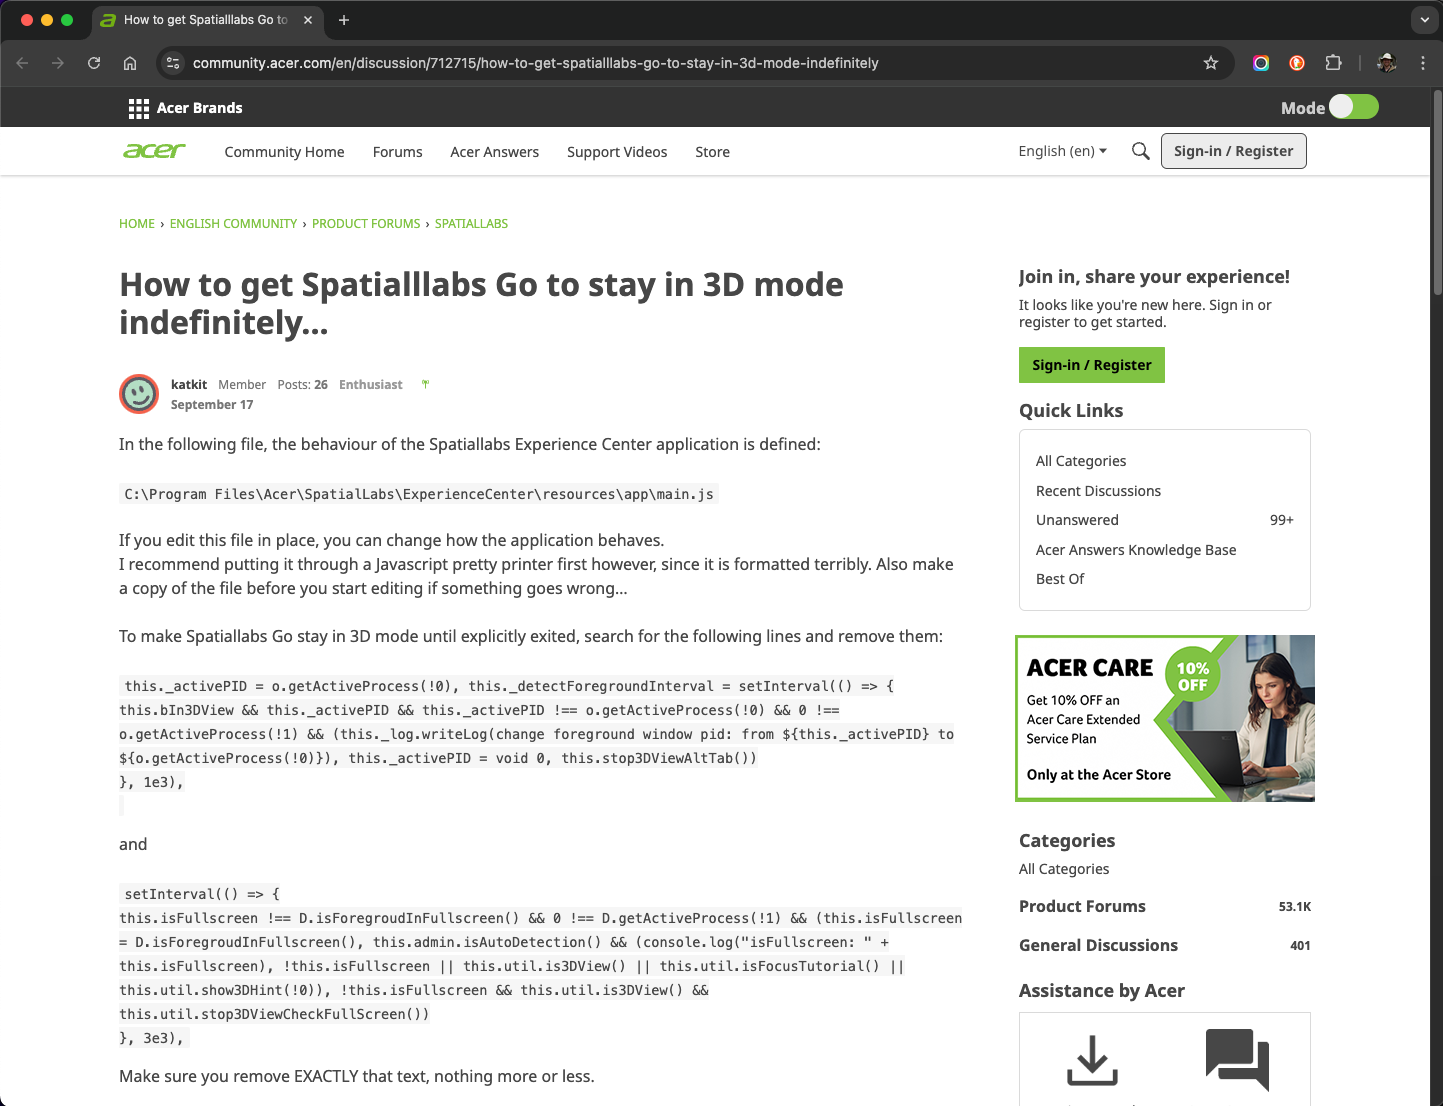 How to get Spatialllabs Go to
community.acer.com/en/discussion/712715/how-to-get-spatialllabs-go-to-stay-in-3d-mode-indefinitely
Acer Brands
Mode
acer
Community Home
Forums
Acer Answers
Support Videos
Store
English (en)
Sign-in / Register
HOME › ENGLISH COMMUNITY › PRODUCT FORUMS › SPATIALLABS
How to get Spatialllabs Go to stay in 3D mode
indefinitely...
katkit Member Posts: 26 Enthusiast
September 17
In the following file, the behaviour of the Spatiallabs Experience Center application is defined:
C:\Program Files\Acer\SpatialLabs\ExperienceCenter\resources\app\main.js
If you edit this file in place, you can change how the application behaves.
I recommend putting it through a Javascript pretty printer first however, since it is formatted terribly. Also make
a copy of the file before you start editing if something goes wrong...
To make Spatiallabs Go stay in 3D mode until explicitly exited, search for the following lines and remove them:
this._activePID = o.getActiveProcess(!0), this._detectForegroundInterval = setInterval(() => {
this.bIn3DView && this._activePID && this._activePID !== o.getActiveProcess(!0) && 0 !==
o.getActiveProcess(!1) && (this._log.writeLog(change foreground window pid: from ${this._activePID} to
${o.getActiveProcess(!0)}), this._activePID = void 0, this.stop3DViewAltTab())
}, 1e3),
and
setInterval(() => {
this.isFullscreen !== D.isForegroudInFullscreen() && 0 !== D.getActiveProcess(!1) && (this.isFullscreen
= D.isForegroudInFullscreen(), this.admin.isAutoDetection() && (console.log("isFullscreen: " +
this.isFullscreen), !this.isFullscreen || this.util.is3DView() || this.util.isFocusTutorial() ||
this.util.show3DHint(!0)), !this.isFullscreen && this.util.is3DView() &&
this.util.stop3DViewCheckFullScreen())
}, 3e3),
Make sure you remove EXACTLY that text, nothing more or less.
Join in, share your experience!
It looks like you're new here. Sign in or
register to get started.
Sign-in / Register
Quick Links
All Categories
Recent Discussions
Unanswered 99+
Acer Answers Knowledge Base
Best Of
ACER CARE
10%
OFF
Get 10% OFF an
Acer Care Extended
Service Plan
Only at the Acer Store
Categories
All Categories
Product Forums 53.1K
General Discussions 401
Assistance by Acer